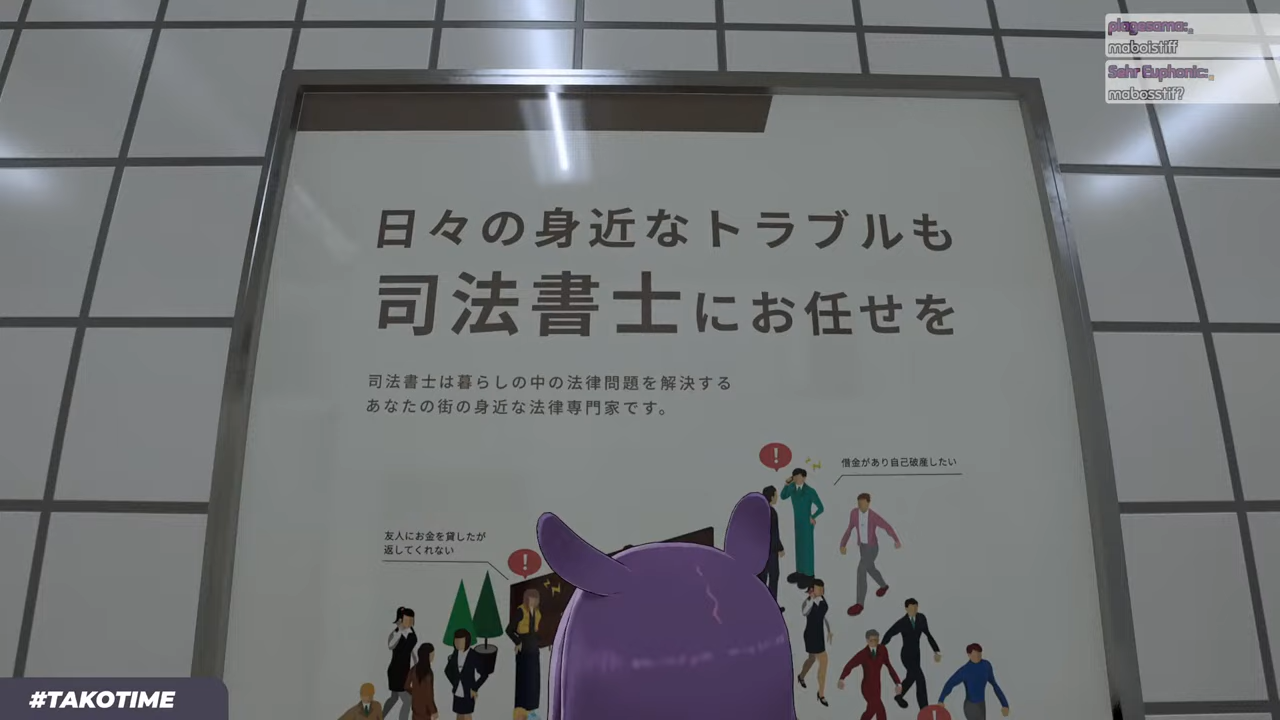 plagesama:
maboistiff
Sehr Euphonic:
mabosstif?
日々の身近なトラブルも
司法書士にお任せを
司法書士は暮らしの中の法律問題を解決する
あなたの街の身近な法律専門家です。
借金があり自己破産したい
友人にお金を貸したが
返してくれない
#TAKOTIME